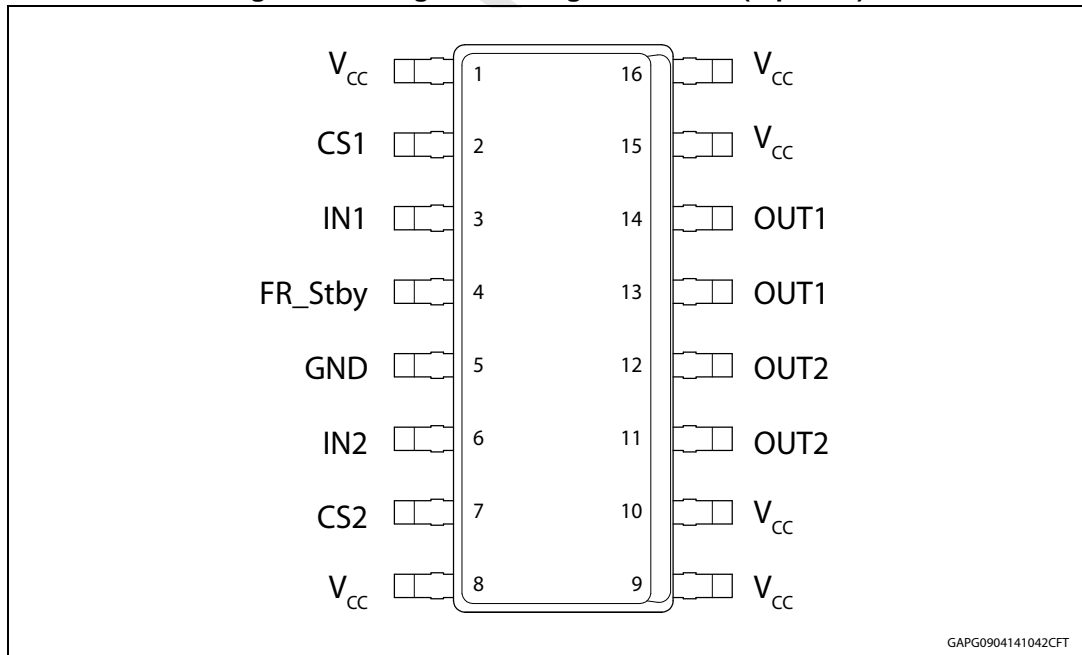 V_CC 1 16 V_CC
CS1 2 15 V_CC
IN1 3 14 OUT1
FR_Stby 4 13 OUT1
GND 5 12 OUT2
IN2 6 11 OUT2
CS2 7 10 V_CC
V_CC 8 9 V_CC
GAPG0904141042CFT